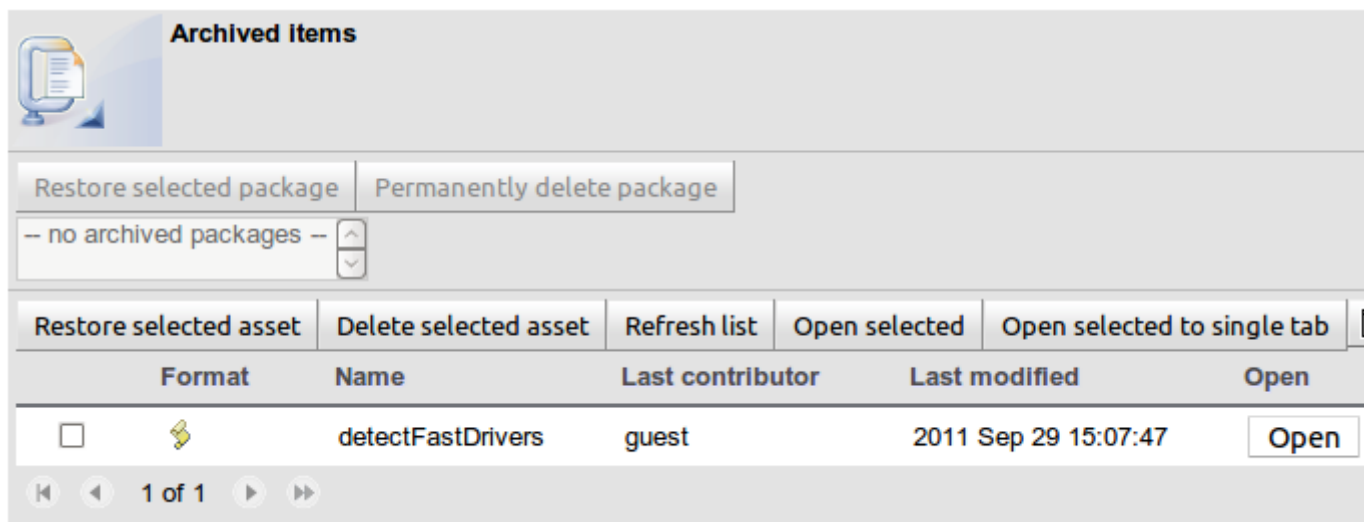 Archived items
Restore selected package Permanently delete package
-- no archived packages --
Restore selected asset Delete selected asset Refresh list Open selected Open selected to single tab
Format Name Last contributor Last modified Open
detectFastDrivers guest 2011 Sep 29 15:07:47 Open
1 of 1